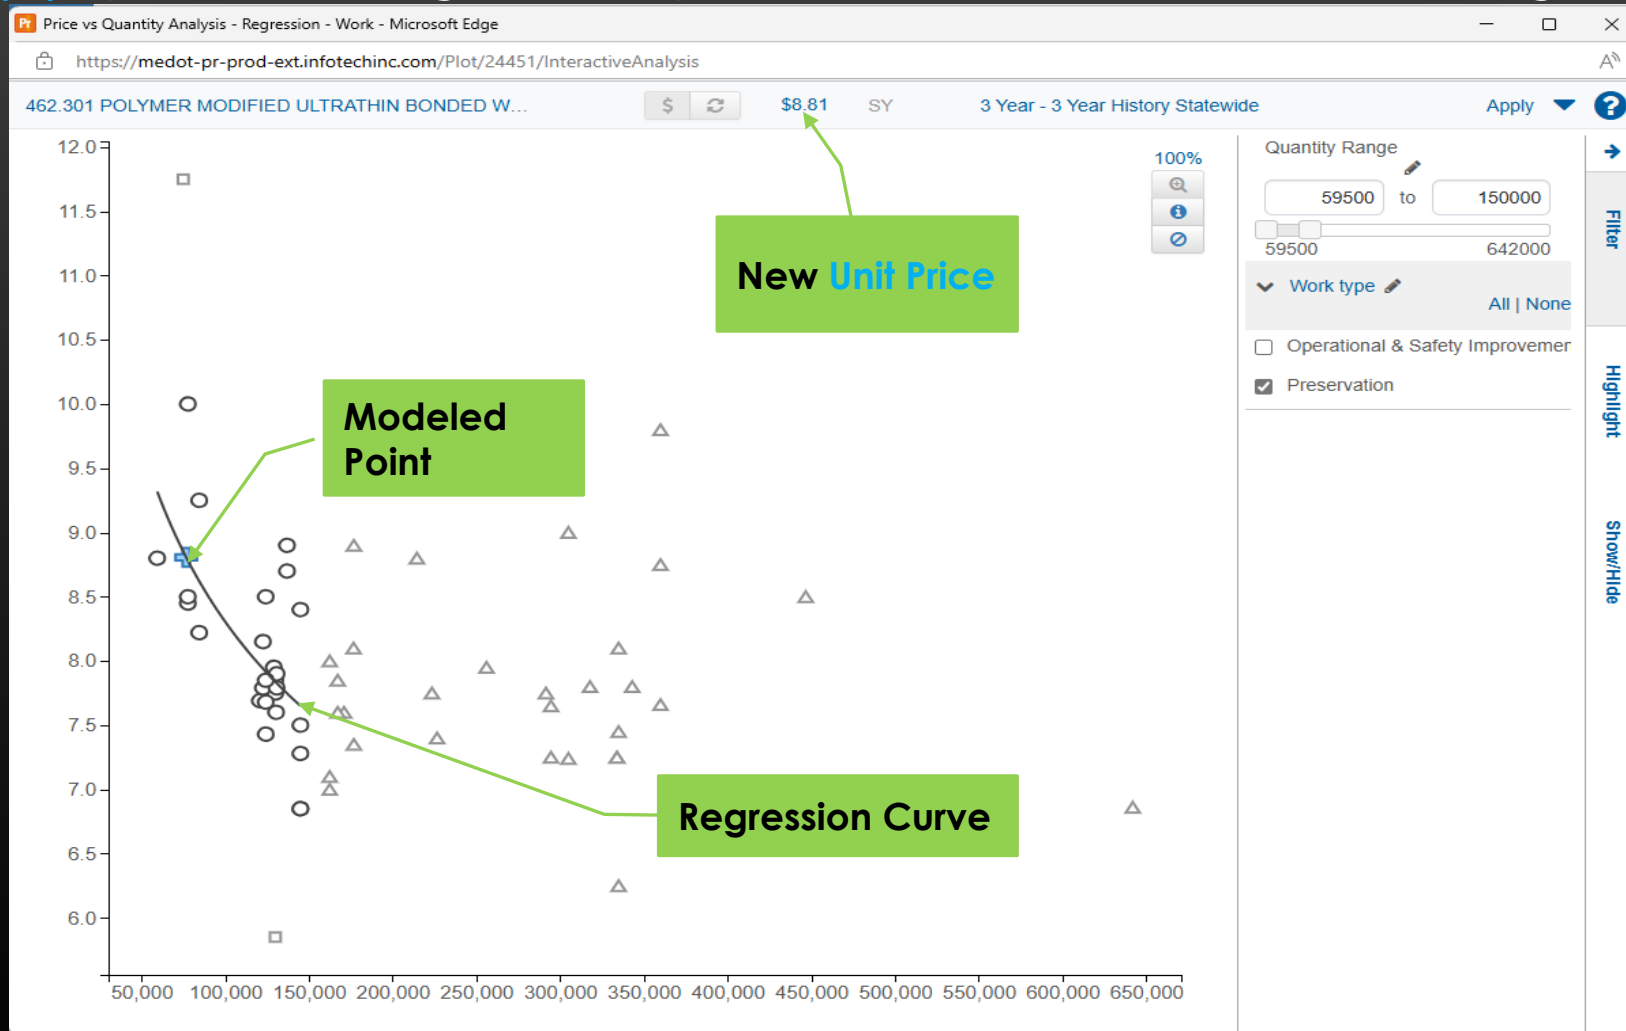 Pr Price vs Quantity Analysis - Regression - Work - Microsoft Edge
https://medot-pr-prod-ext.infotechinc.com/Plot/24451/InteractiveAnalysis
462.301 POLYMER MODIFIED ULTRATHIN BONDED W... $ $8.81 SY 3 Year - 3 Year History Statewide Apply ?
12.0
11.5
11.0
10.5
10.0
9.5
9.0
8.5
8.0
7.5
7.0
6.5
6.0
50,000 100,000 150,000 200,000 250,000 300,000 350,000 400,000 450,000 500,000 550,000 600,000 650,000
100%
New Unit Price
Modeled
Point
Regression Curve
Quantity Range
59500 to 150000
59500 642000
Work type
All | None
Operational & Safety Improvemer
Preservation
Filter
Highlight
Show/Hide